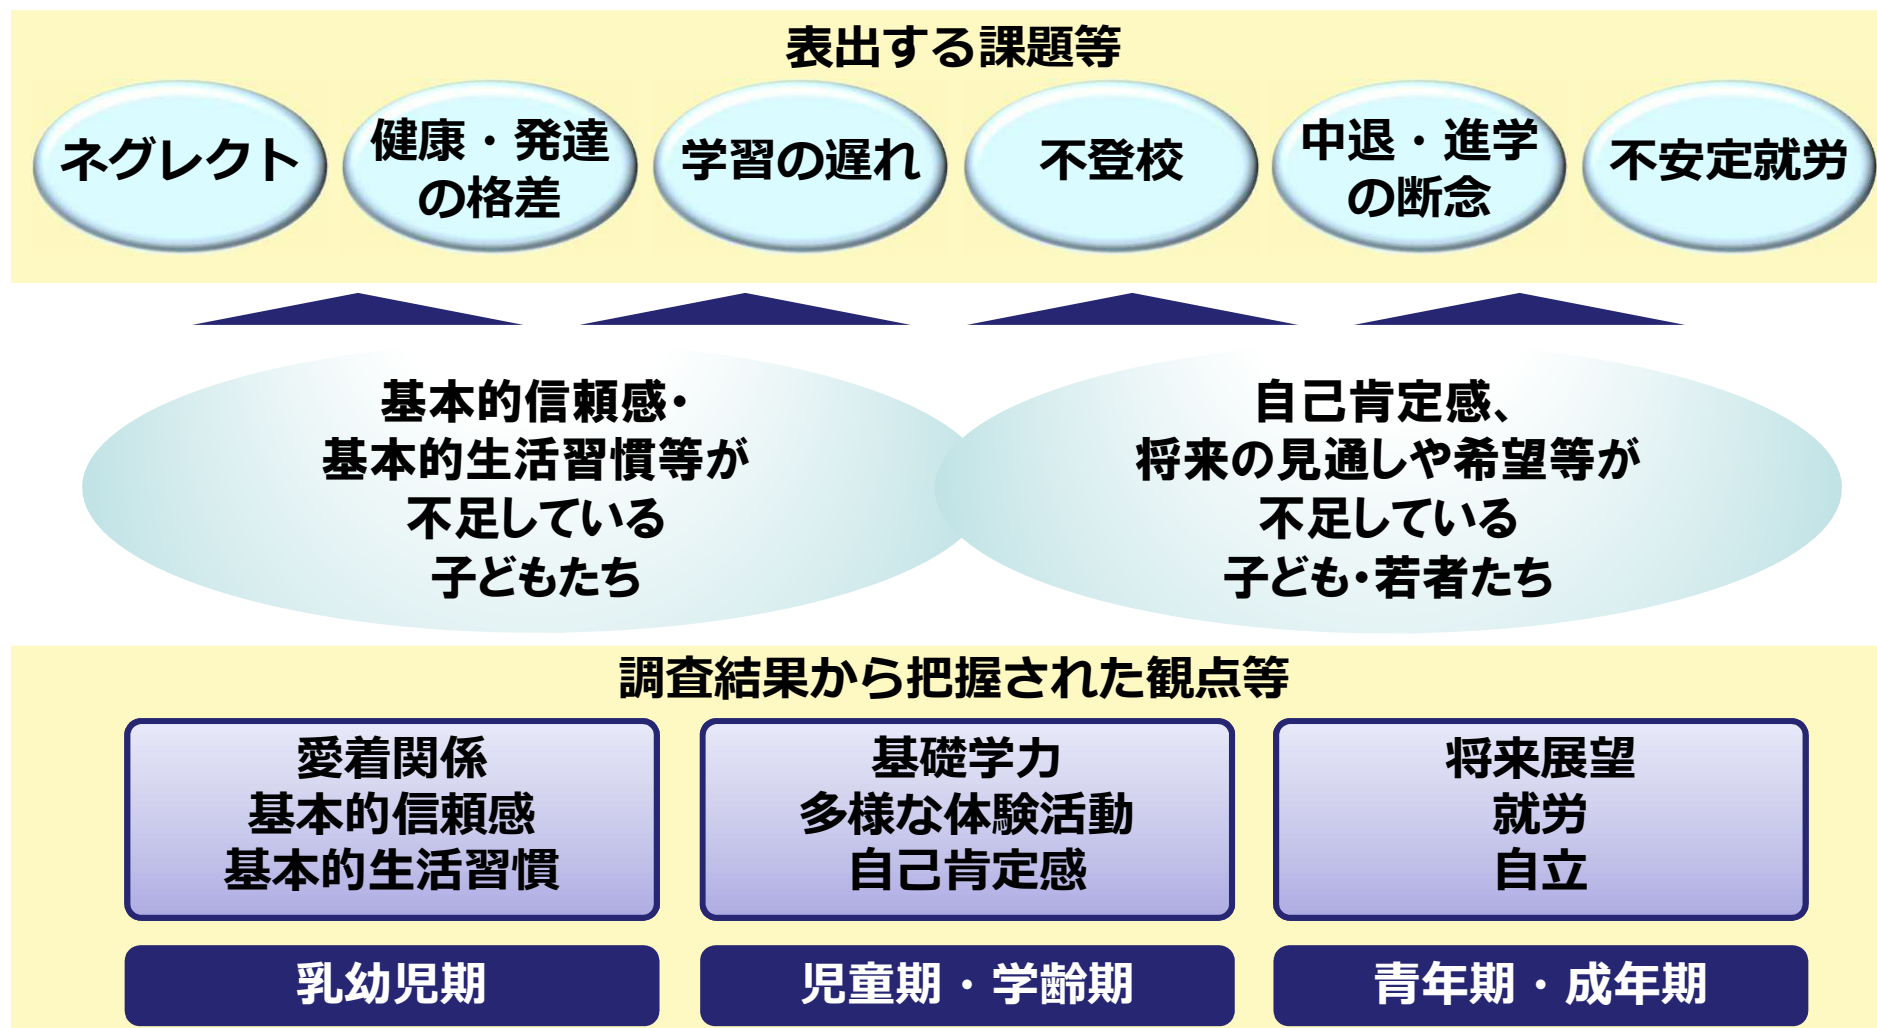 表出する課題等
ネグレクト
健康・発達
の格差
学習の遅れ
不登校
中退・進学
の断念
不安定就労
基本的信頼感・
基本的生活習慣等が
不足している
子どもたち
自己肯定感、
将来の見通しや希望等が
不足している
子ども・若者たち
調査結果から把握された観点等
愛着関係
基本的信頼感
基本的生活習慣
基礎学力
多様な体験活動
自己肯定感
将来展望
就労
自立
乳幼児期
児童期・学齢期
青年期・成年期